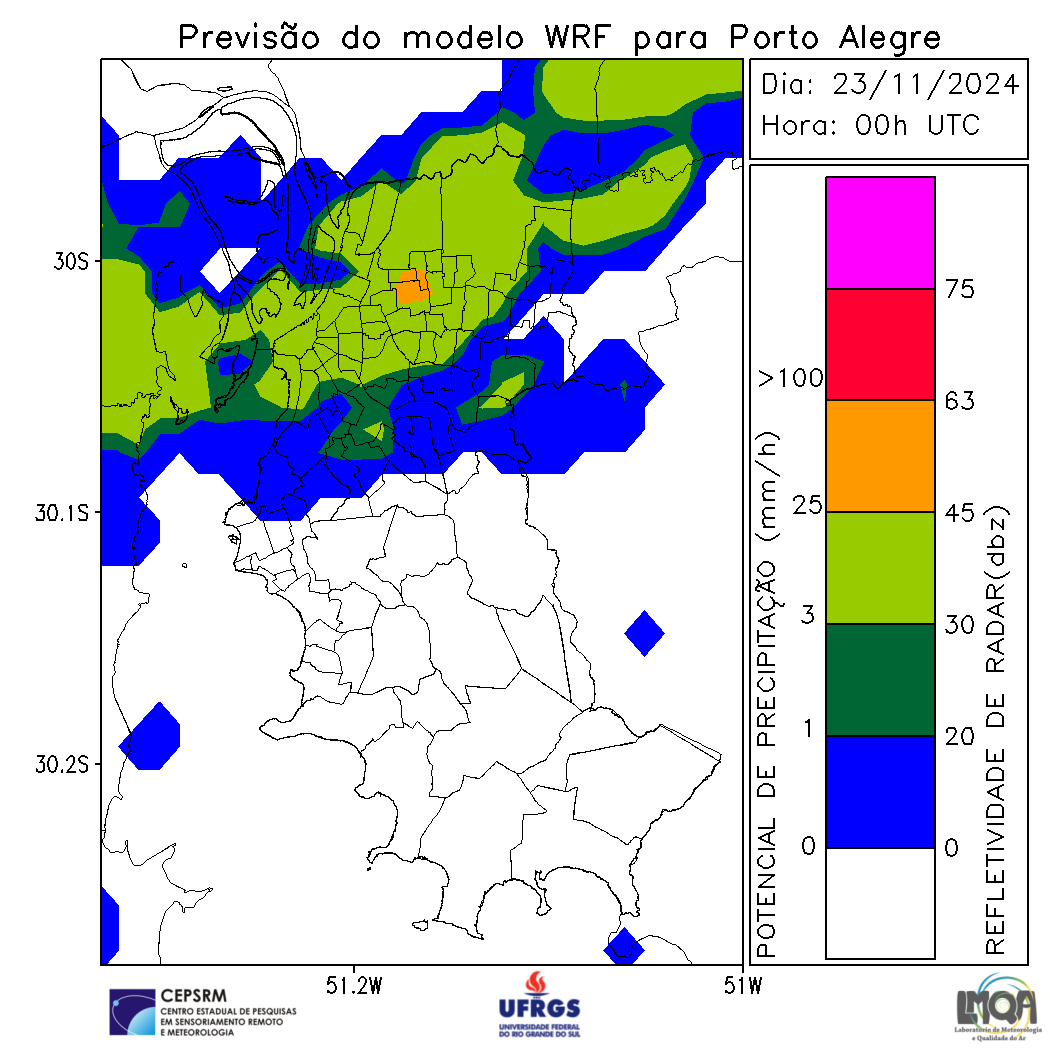 Previsão do modelo WRF para Porto Alegre
Dia: 23/11/2024
Hora: 00h UTC
30S
30.1S
30.2S
51.2W
51W
POTENCIAL DE PRECIPITAÇÃO (mm/h)
>100
25
3
1
0
75
63
45
30
20
0
REFLETIVIDADE DE RADAR(dbz)
CEPSRM
CENTRO ESTADUAL DE PESQUISAS
EM SENSORIAMENTO REMOTO
E METEOROLOGIA
UFRGS
UNIVERSIDADE FEDERAL
DO RIO GRANDE DO SUL
LMQA
Laboratório de Meteorologia
e Qualidade do Ar